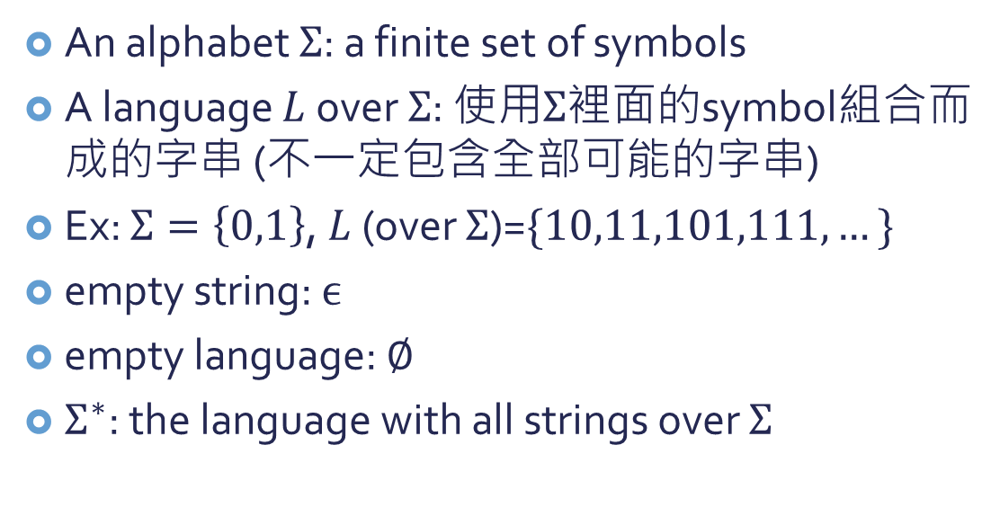 An alphabet Σ: a finite set of symbols
A language L over Σ: 使用Σ裡面的symbol組合而
成的字串 (不一定包含全部可能的字串)
Ex: Σ = {0,1}, L (over Σ)={10,11,101,111, … }
empty string: ϵ
empty language: ∅
Σ*: the language with all strings over Σ